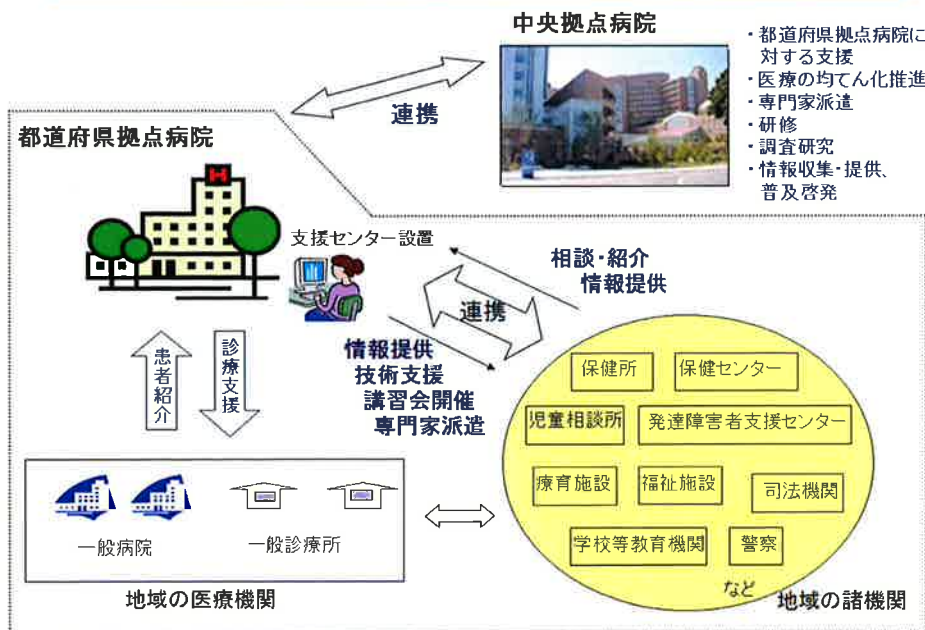 中央拠点病院
・都道府県拠点病院に
対する支援
・医療の均てん化推進
・専門家派遣
・研修
・調査研究
・情報収集・提供、
普及啓発
連携
都道府県拠点病院
H
支援センター設置
相談・紹介
情報提供
連携
情報提供
技術支援
講習会開催
専門家派遣
患者紹介
診療支援
保健所
保健センター
児童相談所
発達障害者支援センター
療育施設
福祉施設
司法機関
学校等教育機関
警察
など
一般病院
一般診療所
地域の医療機関
地域の諸機関